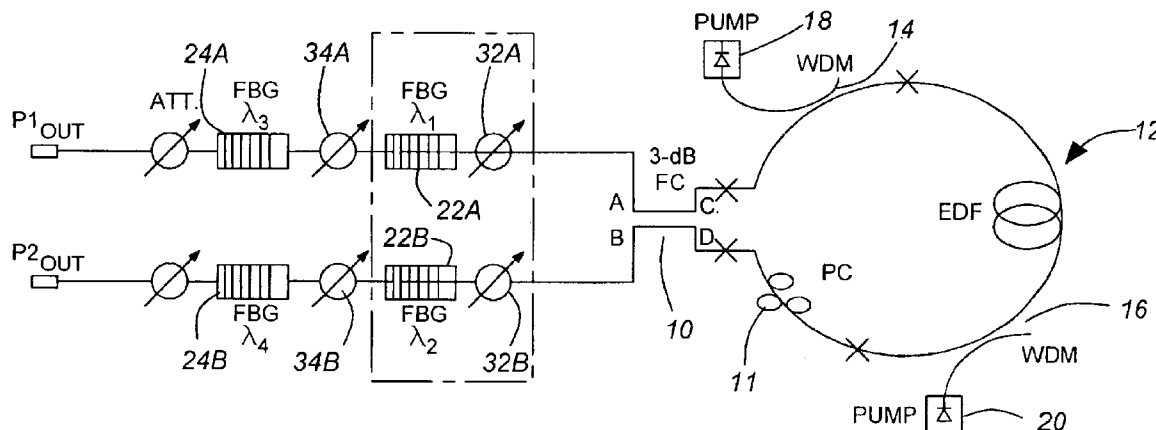 PUMP
18
14
WDM
24A
34A
32A
FBG
λ3
FBG
λ1
ATT.
P1OUT
12
3-dB
FC
22A
A
C.
EDF
B
D
22B
P2OUT
PC
10
16
FBG
λ4
FBG
λ2
24B
34B
32B
11
WDM
PUMP
20